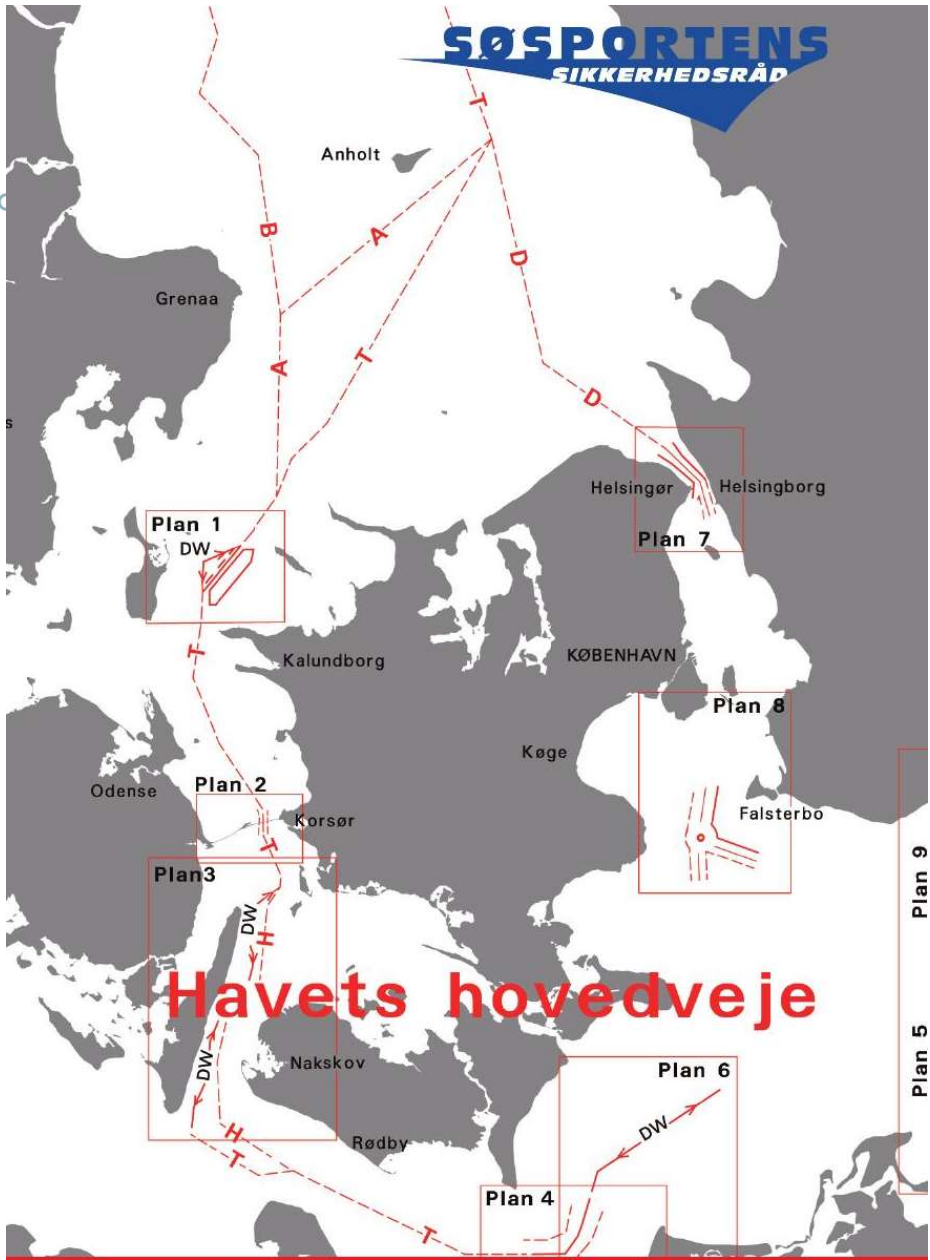 SØSPORTENS
SIKKERHEDSRÅD
T
Anholt
B
A
D
Grenaa
T
A
D
Helsingør
Helsingborg
Plan 1
DW
Plan 7
T
Kalundborg
KØBENHAVN
Plan 8
Køge
Odense
Plan 2
Korsør
Falsterbo
T
Plan3
Plan 9
DW
H
Havets hovedveje
DW
Nakskov
Plan 6
Plan 5
DW
H
Rødby
T
Plan 4
T